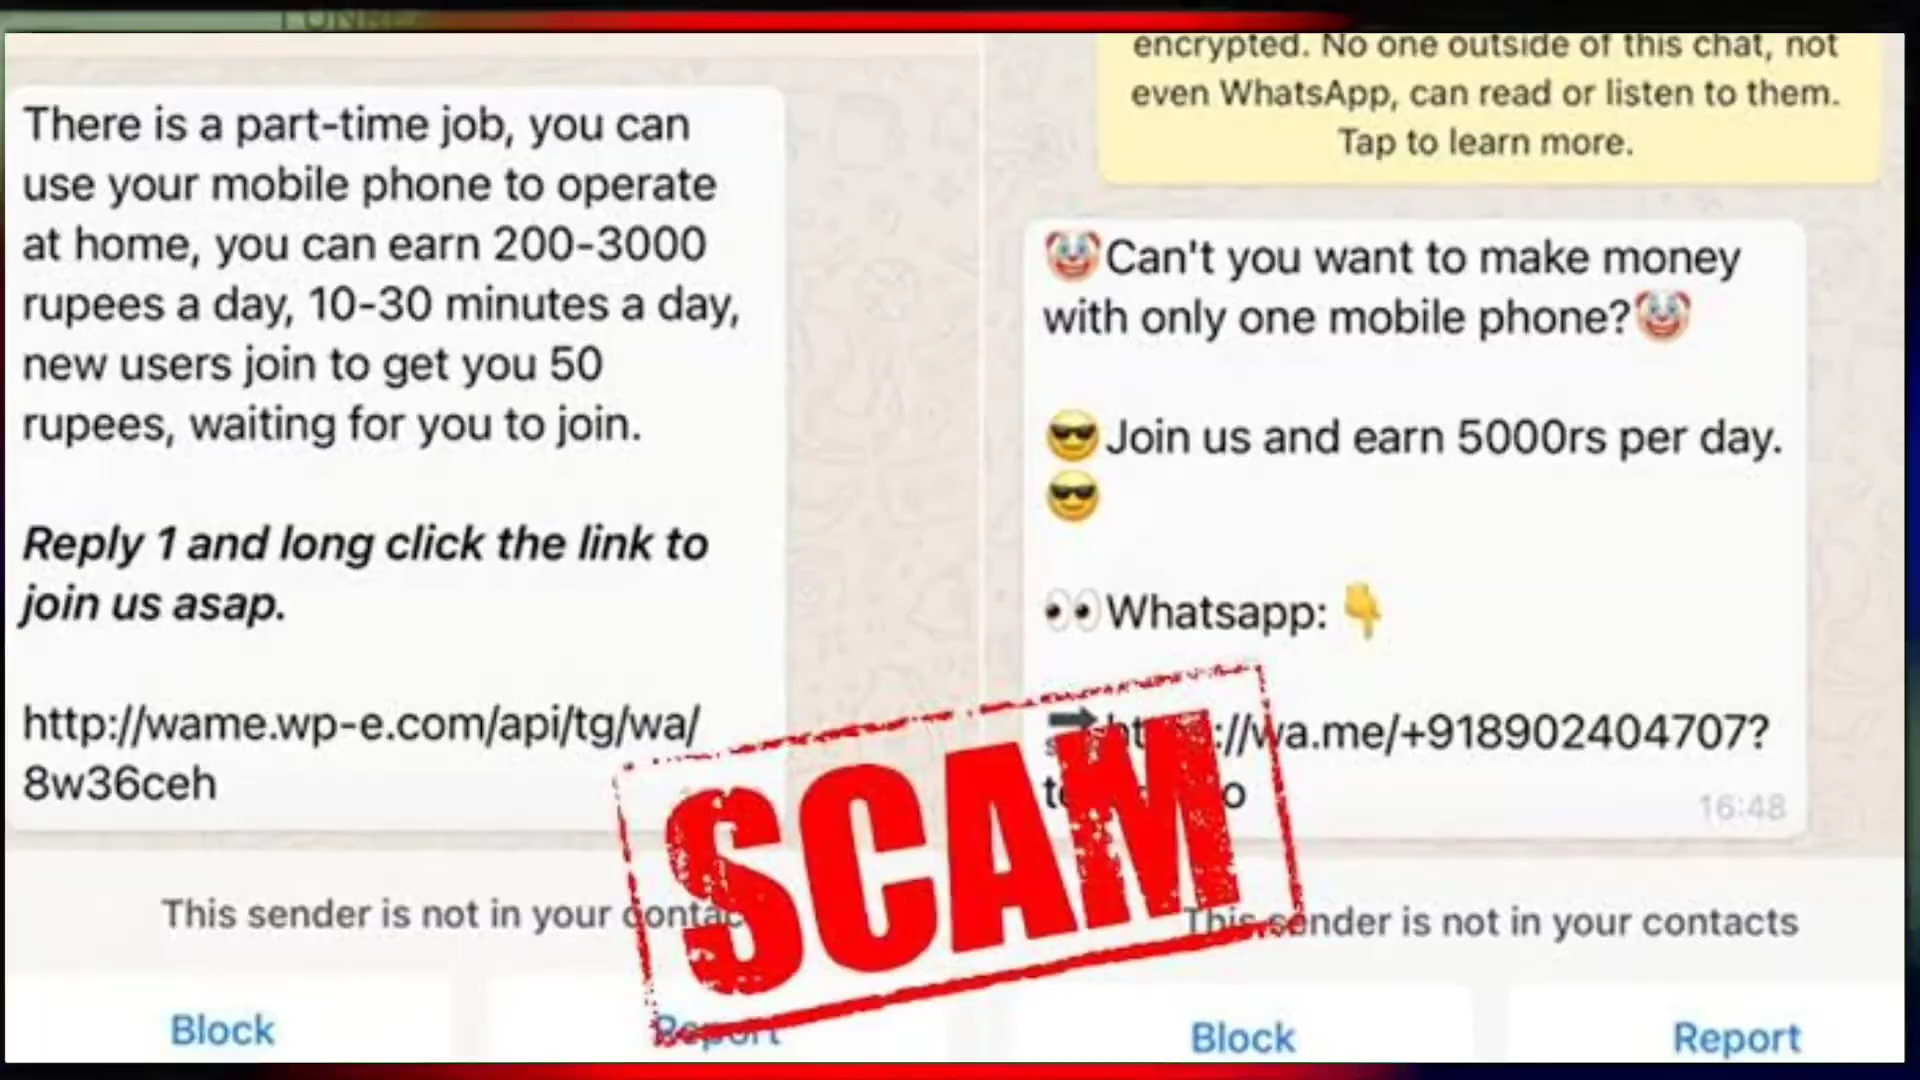 There is a part-time job, you can
use your mobile phone to operate
at home, you can earn 200-3000
rupees a day, 10-30 minutes a day,
new users join to get you 50
rupees, waiting for you to join.
Reply 1 and long click the link to
join us asap.
http://wame.wp-e.com/api/tg/wa/
8w36ceh
This sender is not in your
Block
Report
encrypted. No one outside of this chat, not
even WhatsApp, can read or listen to them.
Tap to learn more.
🤡Can't you want to make money
with only one mobile phone?🤡
😎Join us and earn 5000rs per day.
😎
👀Whatsapp: 👇
://wa.me/+918902404707?
16:48
This sender is not in your contacts
Block
Report
SCAM